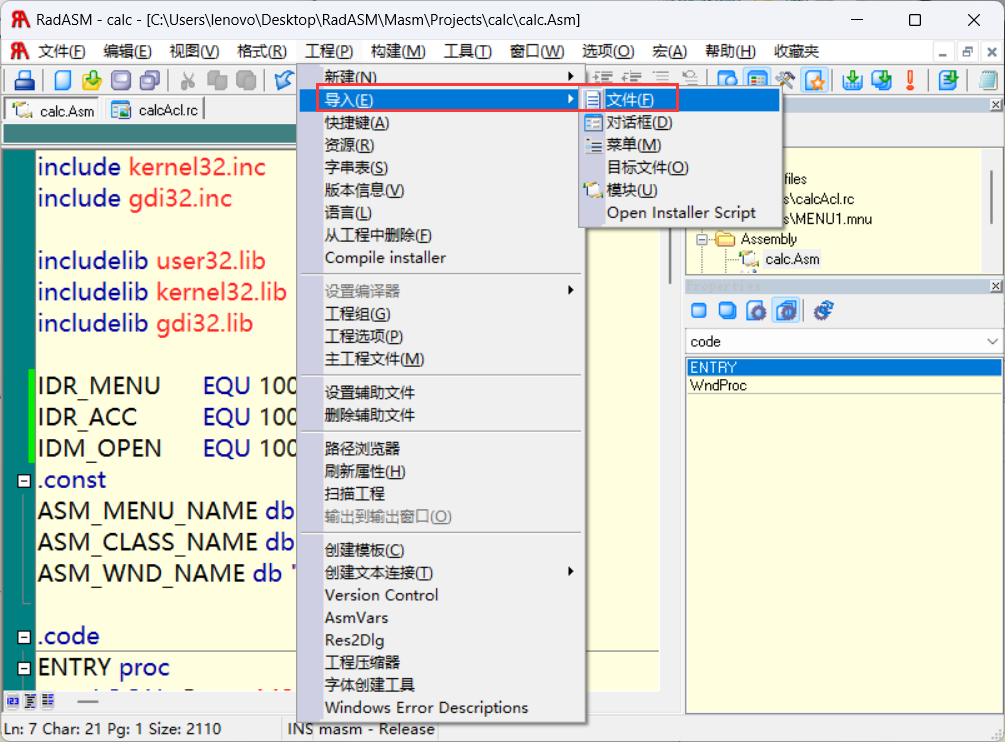 RadASM - calc - [C:\Users\lenovo\Desktop\RadASM\Masm\Projects\calc\calc.Asm]
文件(F) 编辑(E) 视图(V) 格式(R) 工程(P) 构建(M) 工具(T) 窗口(W) 选项(O) 宏(A) 帮助(H) 收藏夹
calc.Asm calcAcl.rc
include kernel32.inc
include gdi32.inc
includelib user32.lib
includelib kernel32.lib
includelib gdi32.lib
IDR_MENU EQU 100
IDR_ACC EQU 100
IDM_OPEN EQU 100
.const
ASM_MENU_NAME db
ASM_CLASS_NAME db
ASM_WND_NAME db '
.code
ENTRY proc
新建(N)
导入(E)
快捷键(A)
资源(R)
字串表(S)
版本信息(V)
语言(L)
从工程中删除(F)
Compile installer
设置编译器
工程组(G)
工程选项(P)
主工程文件(M)
设置辅助文件
删除辅助文件
路径浏览器
刷新属性(H)
扫描工程
输出到输出窗口(O)
创建模板(C)
创建文本连接(T)
Version Control
AsmVars
Res2Dlg
工程压缩器
字体创建工具
Windows Error Descriptions
文件(F)
对话框(D)
菜单(M)
目标文件(O)
模块(U)
Open Installer Script
files
s\calcAcl.rc
s\MENU1.mnu
Assembly
calc.Asm
Properties
code
ENTRY
WndProc
Ln: 7 Char: 21 Pg: 1 Size: 2110 INS masm - Release